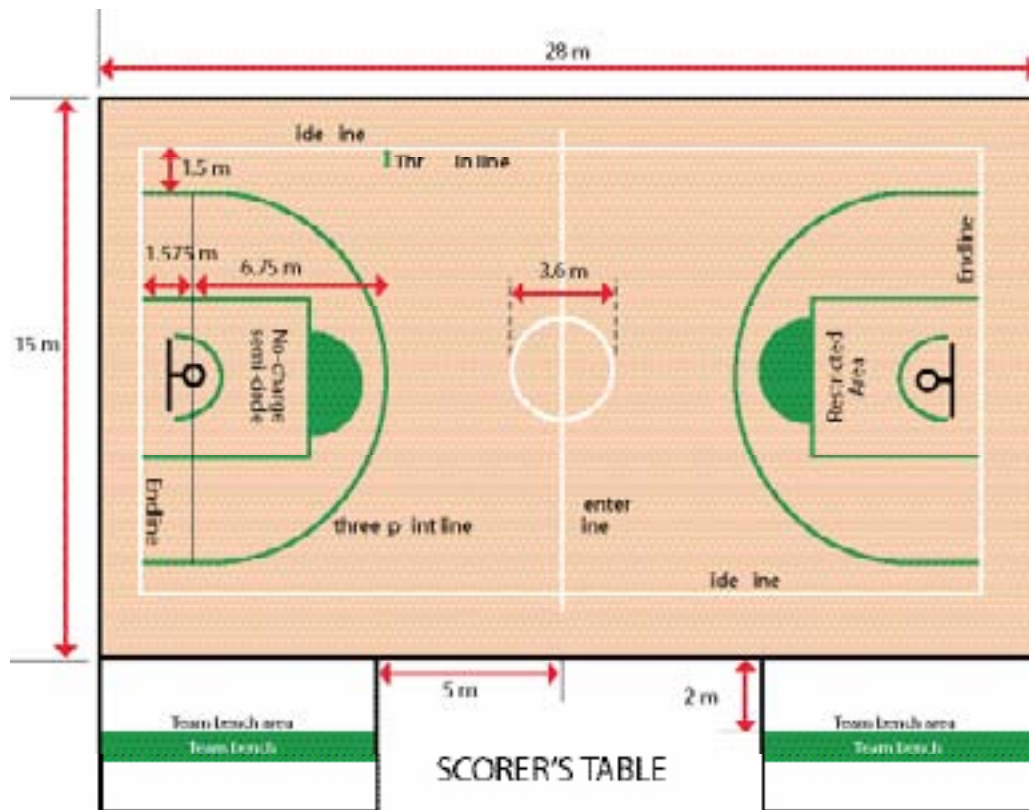 28 m
ide ine
Thr in line
1.5 m
1.575 m
6.75 m
3.6 m
Endline
15 m
No-charge
semi-circle
Restricted
Area
Endline
three p int line
enter
ine
ide ine
5 m
2 m
Team bench area
Team bench
Team bench area
Team bench
SCORER'S TABLE